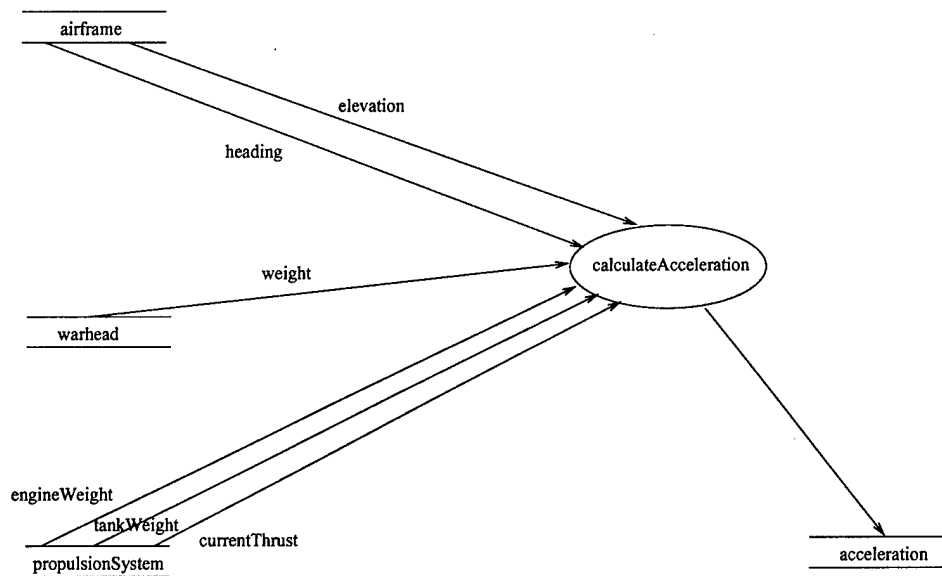 airframe
elevation
heading
calculateAcceleration
weight
warhead
engineWeight
tankWeight
currentThrust
propulsionSystem
acceleration